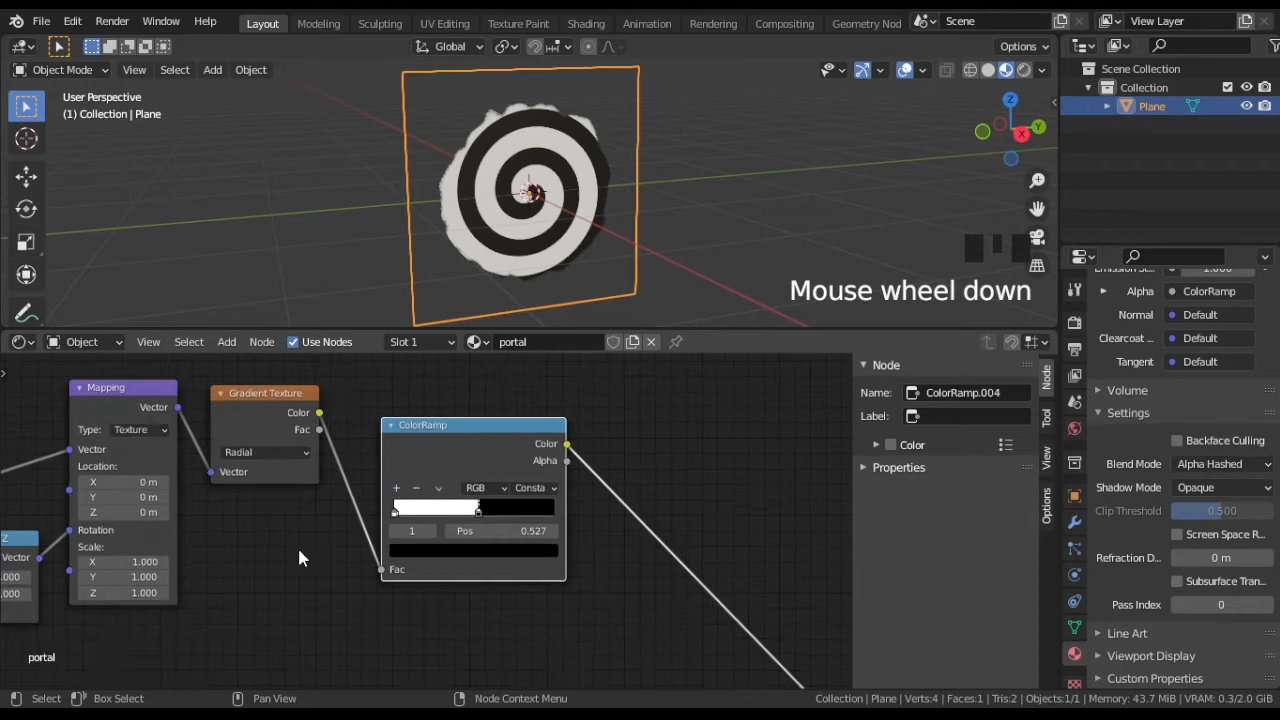 File Edit Render Window Help Layout Modeling Sculpting UV Editing Texture Paint Shading Animation Rendering Compositing Geometry Nod Scene View Layer
Global Options
Object Mode View Select Add Object
User Perspective
(1) Collection | Plane
Z
Y
X
Mouse wheel down
Scene Collection
Collection
Plane
1.000
Alpha ColorRamp
Normal Default
Clearcoat ... Default
Tangent Default
Volume
Settings
Backface Culling
Blend Mode Alpha Hashed
Shadow Mode Opaque
Clip Threshold 0.500
Screen Space R...
Refraction D... 0 m
Subsurface Tran...
Pass Index 0
Line Art
Viewport Display
Custom Properties
Object View Select Add Node Use Nodes Slot 1 portal
Mapping
Vector
Type: Texture
Vector
Location:
X 0 m
Y 0 m
Z 0 m
Rotation
Scale:
X 1.000
Y 1.000
Z 1.000
Z
Vector
.000
.000
Gradient Texture
Color
Fac
Radial
Vector
ColorRamp
Color
Alpha
RGB Consta
1 Pos 0.527
Fac
Node
Name: ColorRamp.004
Label:
Color
Properties
Node
Tool
View
Options
portal
Select Box Select Pan View Node Context Menu Collection | Plane | Verts:4 | Faces:1 | Tris:2 | Objects:1/1 | Memory: 43.7 MiB | VRAM: 0.3/2.0 GiB